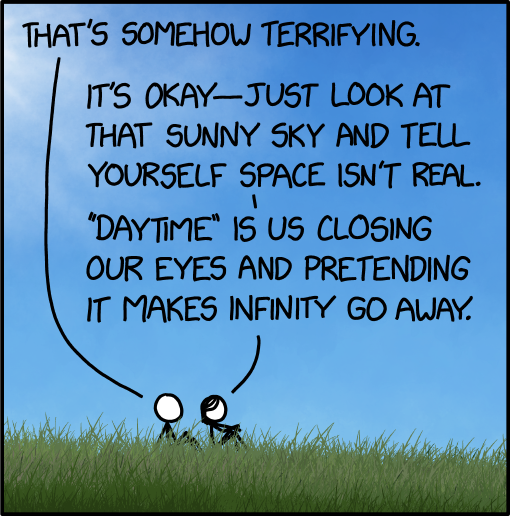 THAT'S SOMEHOW TERRIFYING.
IT'S OKAY—JUST LOOK AT
THAT SUNNY SKY AND TELL
YOURSELF SPACE ISN'T REAL.
"DAYTIME" IS US CLOSING
OUR EYES AND PRETENDING
IT MAKES INFINITY GO AWAY.